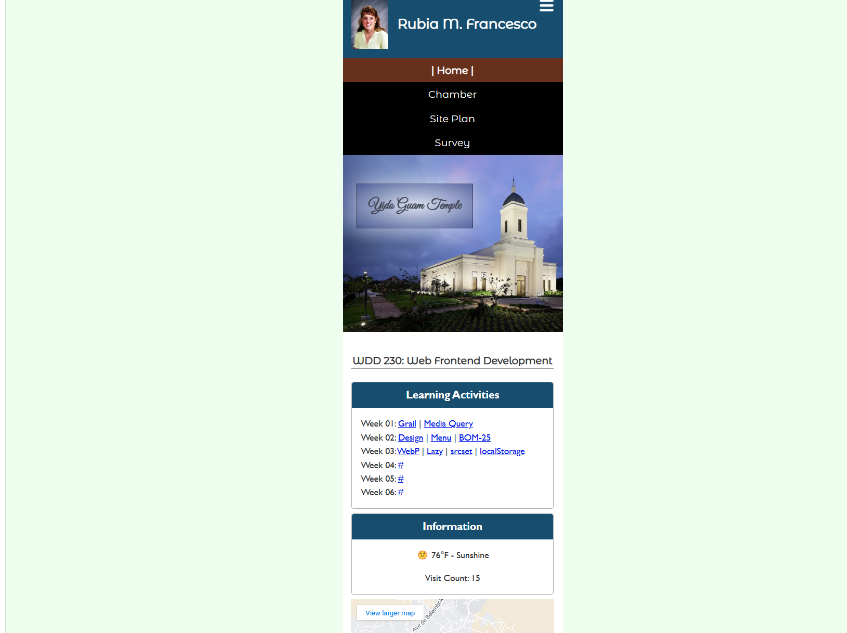 Rubia M. Francesco
| Home |
Chamber
Site Plan
Survey
Yigo Guam Temple
WDD 230: Web Frontend Development
Learning Activities
Week 01: Grail | Media Query
Week 02: Design | Menu | BOM-25
Week 03:WebP | Lazy | srcset | localStorage
Week 04: #
Week 05: #
Week 06: #
Information
76°F - Sunshine
Visit Count: 15
View larger map